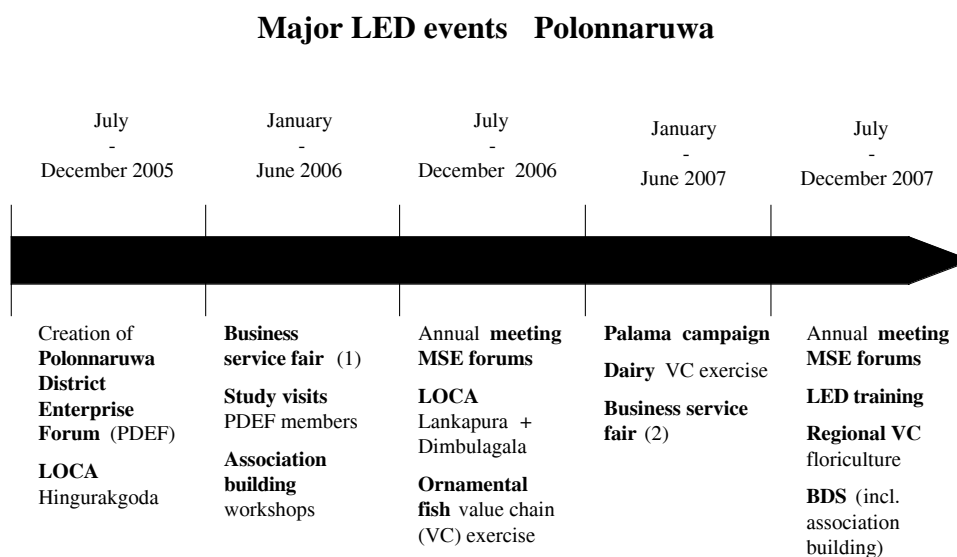 Major LED events Polonnaruwa
July
-
December 2005
January
-
June 2006
July
-
December 2006
January
-
June 2007
July
-
December 2007
Creation of
Polonnaruwa
District
Enterprise
Forum (PDEF)
LOCA
Hingurakgoda
Business
service fair (1)
Study visits
PDEF members
Association
building
workshops
Annual meeting
MSE forums
LOCA
Lankapura +
Dimbulagala
Ornamental
fish value chain
(VC) exercise
Palama campaign
Dairy VC exercise
Business service
fair (2)
Annual meeting
MSE forums
LED training
Regional VC
floriculture
BDS (incl.
association
building)